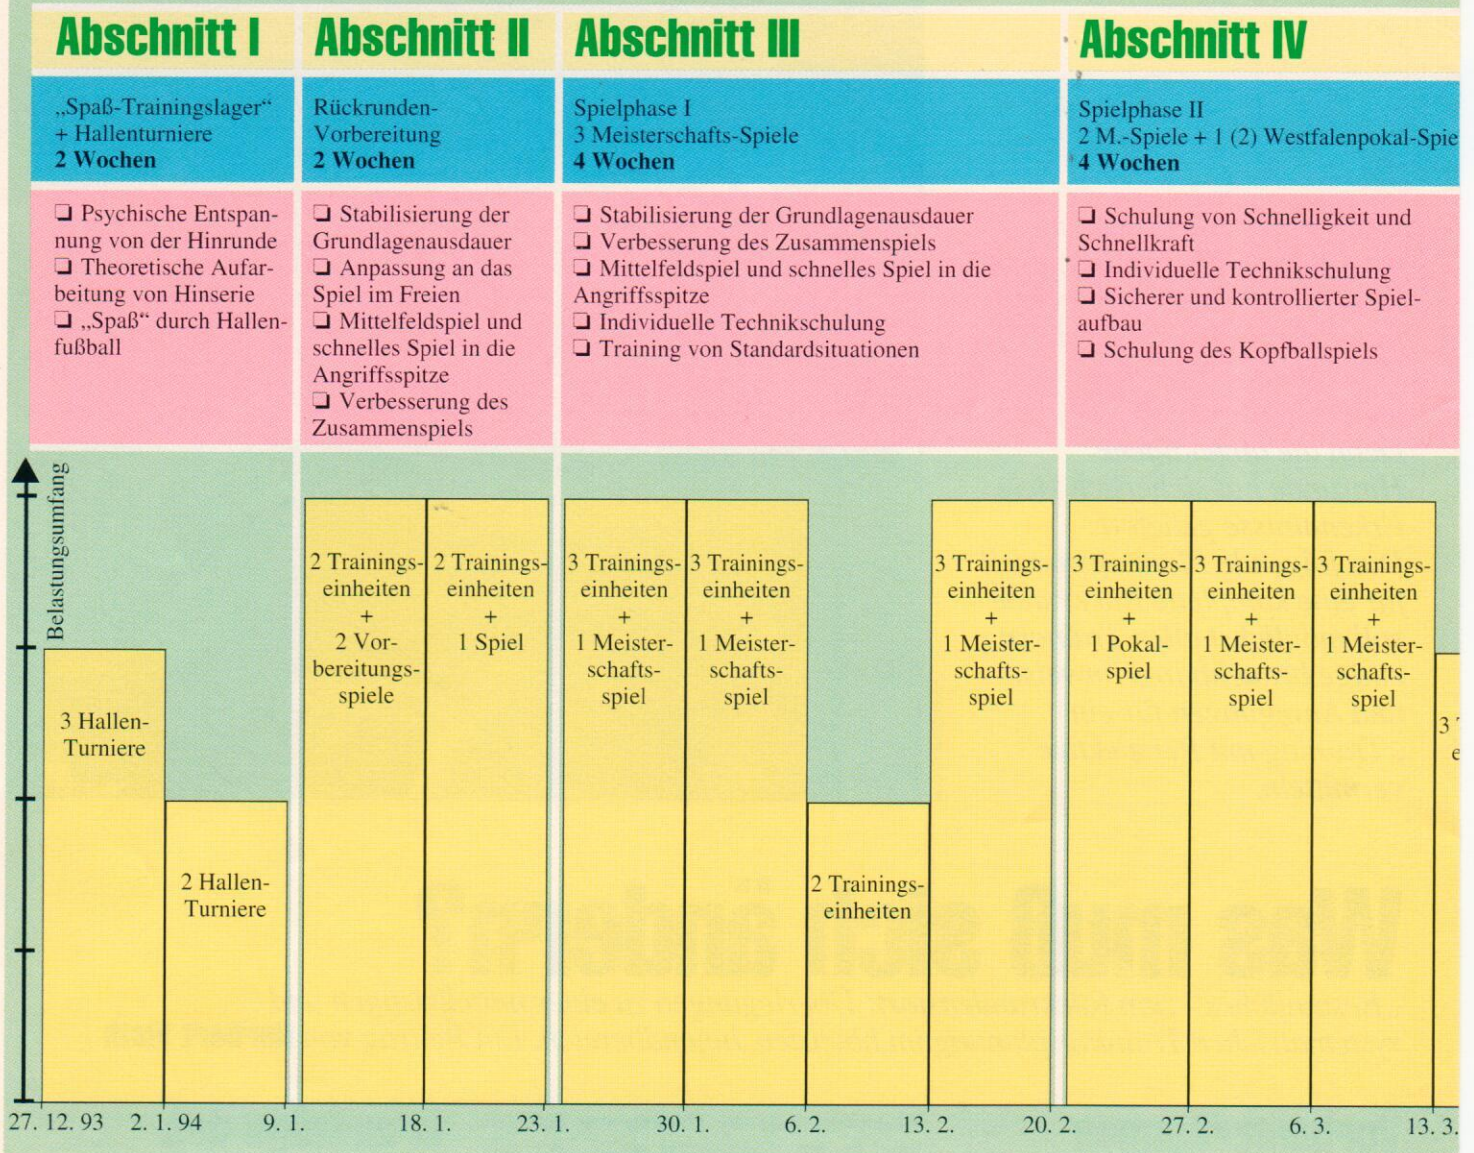 Abschnitt I
„Spaß-Trainingslager“
+ Hallenturniere
2 Wochen
❏ Psychische Entspan-
nung von der Hinrunde
❏ Theoretische Aufar-
beitung von Hinserie
❏ „Spaß“ durch Hallen-
fußball
Abschnitt II
Rückrunden-
Vorbereitung
2 Wochen
❏ Stabilisierung der
Grundlagenausdauer
❏ Anpassung an das
Spiel im Freien
❏ Mittelfeldspiel und
schnelles Spiel in die
Angriffsspitze
❏ Verbesserung des
Zusammenspiels
Abschnitt III
Spielphase I
3 Meisterschafts-Spiele
4 Wochen
❏ Stabilisierung der Grundlagenausdauer
❏ Verbesserung des Zusammenspiels
❏ Mittelfeldspiel und schnelles Spiel in die
Angriffsspitze
❏ Individuelle Technikschulung
❏ Training von Standardsituationen
Abschnitt IV
Spielphase II
2 M.-Spiele + 1 (2) Westfalenpokal-Spie
4 Wochen
❏ Schulung von Schnelligkeit und
Schnellkraft
❏ Individuelle Technikschulung
❏ Sicherer und kontrollierter Spiel-
aufbau
❏ Schulung des Kopfballspiels
Belastungsumfang
3 Hallen-
Turniere
2 Hallen-
Turniere
2 Trainings-
einheiten
+
2 Vor-
bereitungs-
spiele
2 Trainings-
einheiten
+
1 Spiel
3 Trainings-
einheiten
+
1 Meister-
schafts-
spiel
3 Trainings-
einheiten
+
1 Meister-
schafts-
spiel
2 Trainings-
einheiten
3 Trainings-
einheiten
+
1 Meister-
schafts-
spiel
3 Trainings-
einheiten
+
1 Pokal-
spiel
3 Trainings-
einheiten
+
1 Meister-
schafts-
spiel
3 Trainings-
einheiten
+
1 Meister-
schafts-
spiel
3
e
27. 12. 93 2. 1. 94 9. 1. 18. 1. 23. 1. 30. 1. 6. 2. 13. 2. 20. 2. 27. 2. 6. 3. 13. 3.